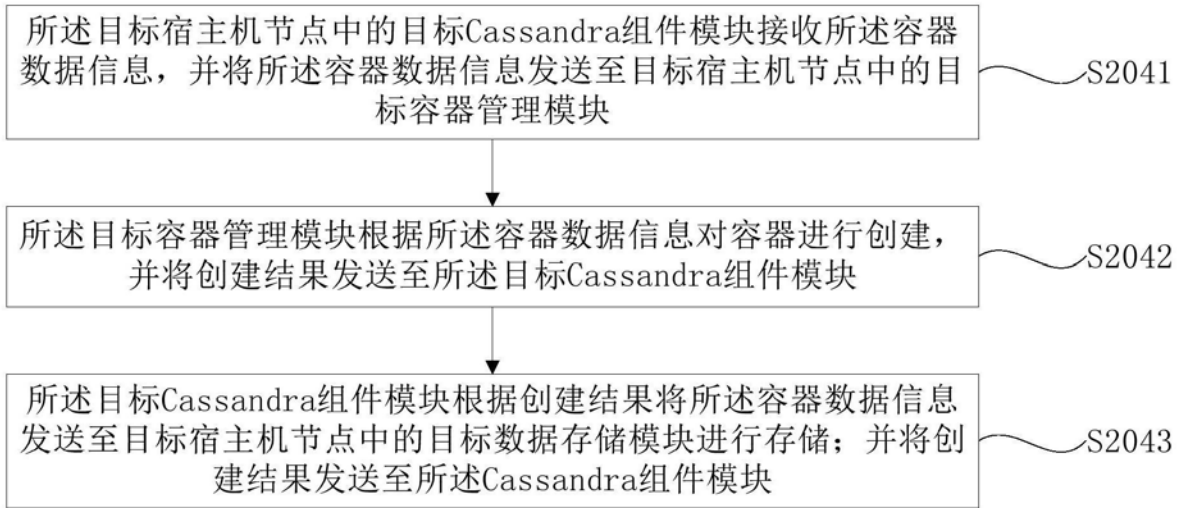 所述目标宿主机节点中的目标Cassandra组件模块接收所述容器
数据信息，并将所述容器数据信息发送至目标宿主机节点中的目
标容器管理模块
S2041
所述目标容器管理模块根据所述容器数据信息对容器进行创建，
并将创建结果发送至所述目标Cassandra组件模块
S2042
所述目标Cassandra组件模块根据创建结果将所述容器数据信息
发送至目标宿主机节点中的目标数据存储模块进行存储；并将创
建结果发送至所述Cassandra组件模块
S2043